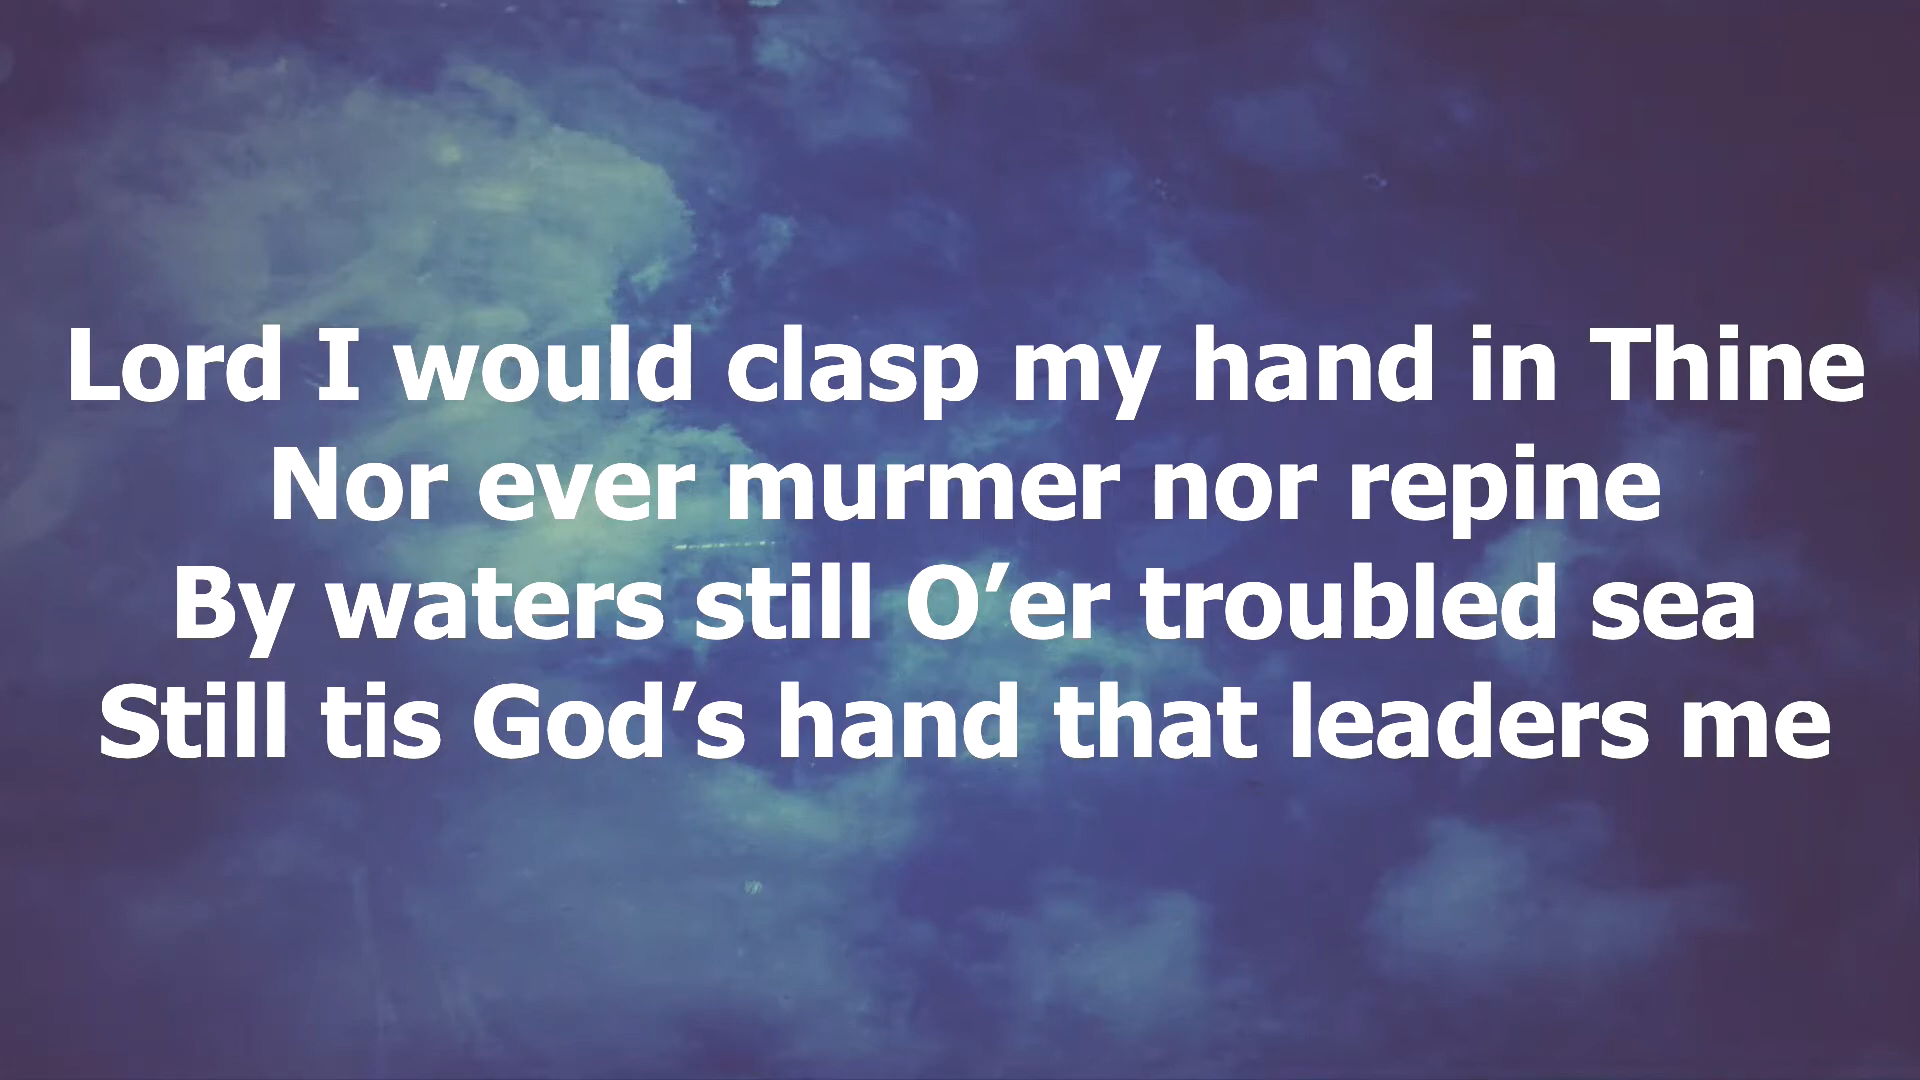 Lord I would clasp my hand in Thine
Nor ever murmer nor repine
By waters still O’er troubled sea
Still tis God’s hand that leaders me